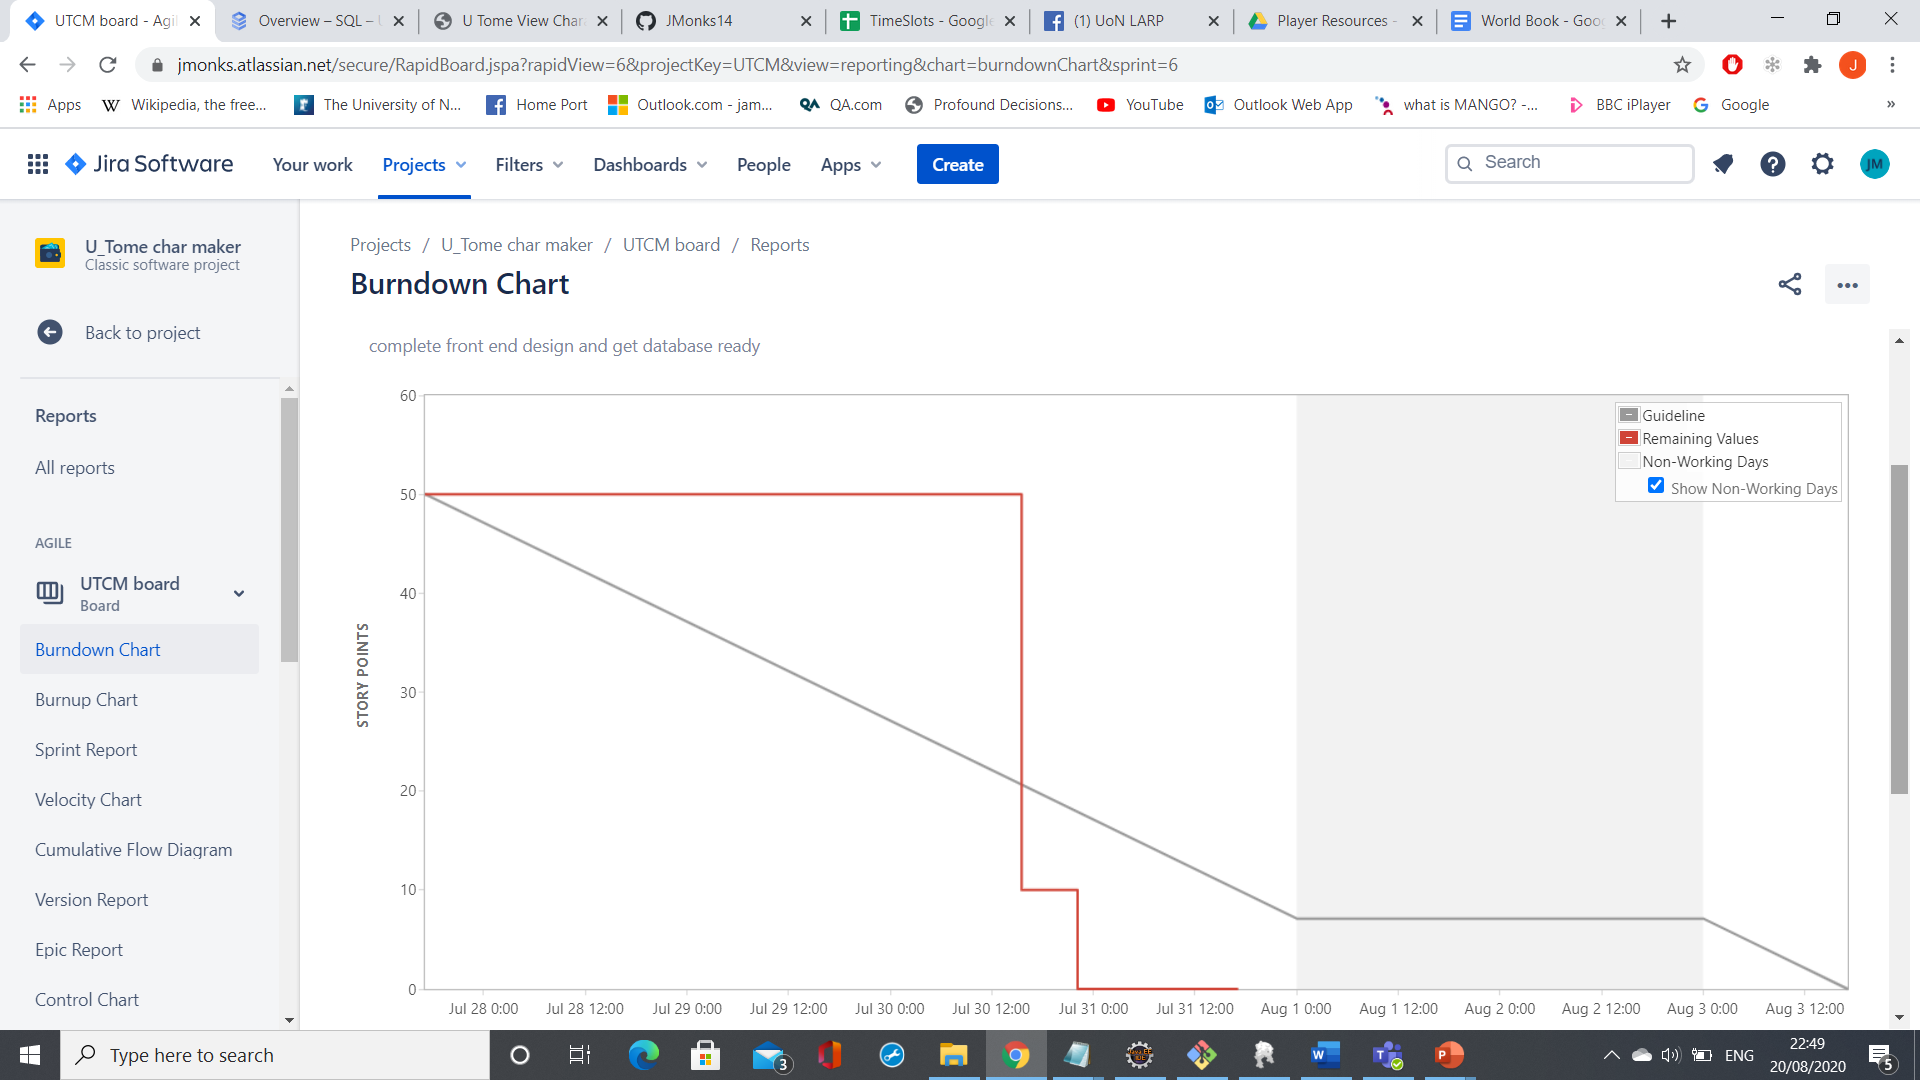 UTCM board - Agil
Overview – SQL –
U Tome View Char
JMonks14
TimeSlots - Google
(1) UoN LARP
Player Resources -
World Book - Goo
jmonks.atlassian.net/secure/RapidBoard.jspa?rapidView=6&projectKey=UTCM&view=reporting&chart=burndownChart&sprint=6
J
Apps
Wikipedia, the free...
The University of N...
Home Port
Outlook.com - jam...
QA.com
Profound Decisions...
YouTube
Outlook Web App
what is MANGO? -...
BBC iPlayer
Google
»
Jira Software
Your work
Projects
Filters
Dashboards
People
Apps
Create
Search
JM
U_Tome char maker
Classic software project
Back to project
Reports
All reports
AGILE
UTCM board
Board
Burndown Chart
Burnup Chart
Sprint Report
Velocity Chart
Cumulative Flow Diagram
Version Report
Epic Report
Control Chart
Projects / U_Tome char maker / UTCM board / Reports
Burndown Chart
complete front end design and get database ready
STORY POINTS
60
50
40
30
20
10
0
Guideline
Remaining Values
Non-Working Days
Show Non-Working Days
Jul 28 0:00
Jul 28 12:00
Jul 29 0:00
Jul 29 12:00
Jul 30 0:00
Jul 30 12:00
Jul 31 0:00
Jul 31 12:00
Aug 1 0:00
Aug 1 12:00
Aug 2 0:00
Aug 2 12:00
Aug 3 0:00
Aug 3 12:00
Type here to search
3
ENG
22:49
20/08/2020
5